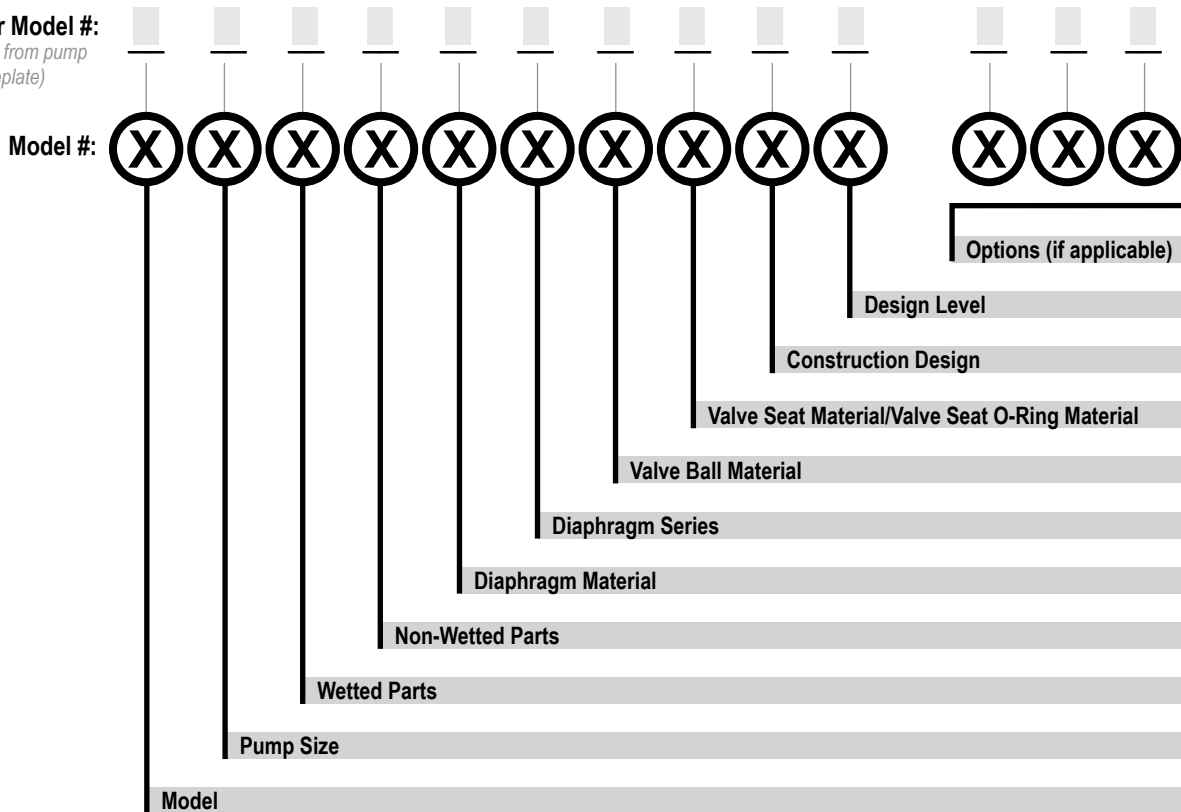 r Model #:
from pump
eplate)
Model #: X X X X X X X X X X X X X
Options (if applicable)
Design Level
Construction Design
Valve Seat Material/Valve Seat O-Ring Material
Valve Ball Material
Diaphragm Series
Diaphragm Material
Non-Wetted Parts
Wetted Parts
Pump Size
Model